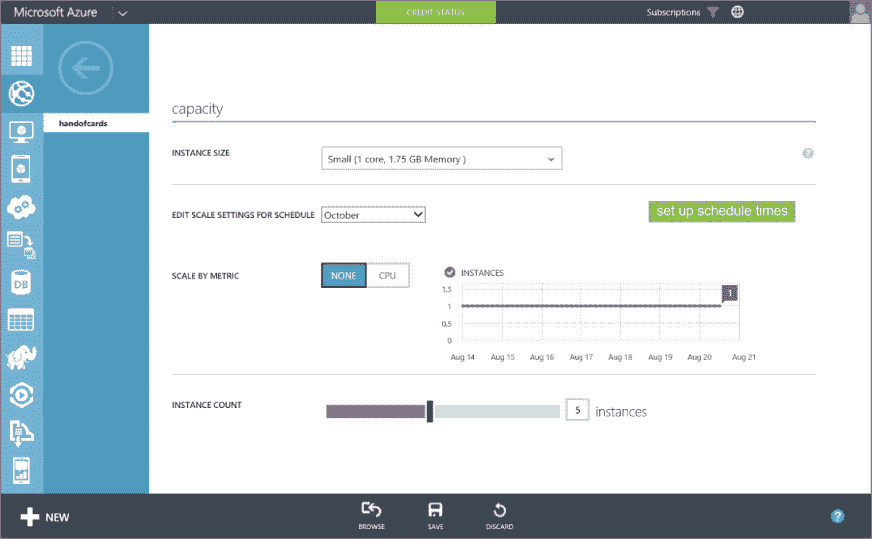 Microsoft Azure
CREDIT STATUS
Subscriptions
handofcards
capacity
INSTANCE SIZE
Small (1 core, 1.75 GB Memory )
?
EDIT SCALE SETTINGS FOR SCHEDULE
October
set up schedule times
SCALE BY METRIC
NONE
CPU
INSTANCES
1.5
1
0.5
0
1
Aug 14 Aug 15 Aug 16 Aug 17 Aug 18 Aug 19 Aug 20 Aug 21
INSTANCE COUNT
5 instances
DB
NEW
BROWSE
SAVE
DISCARD
?